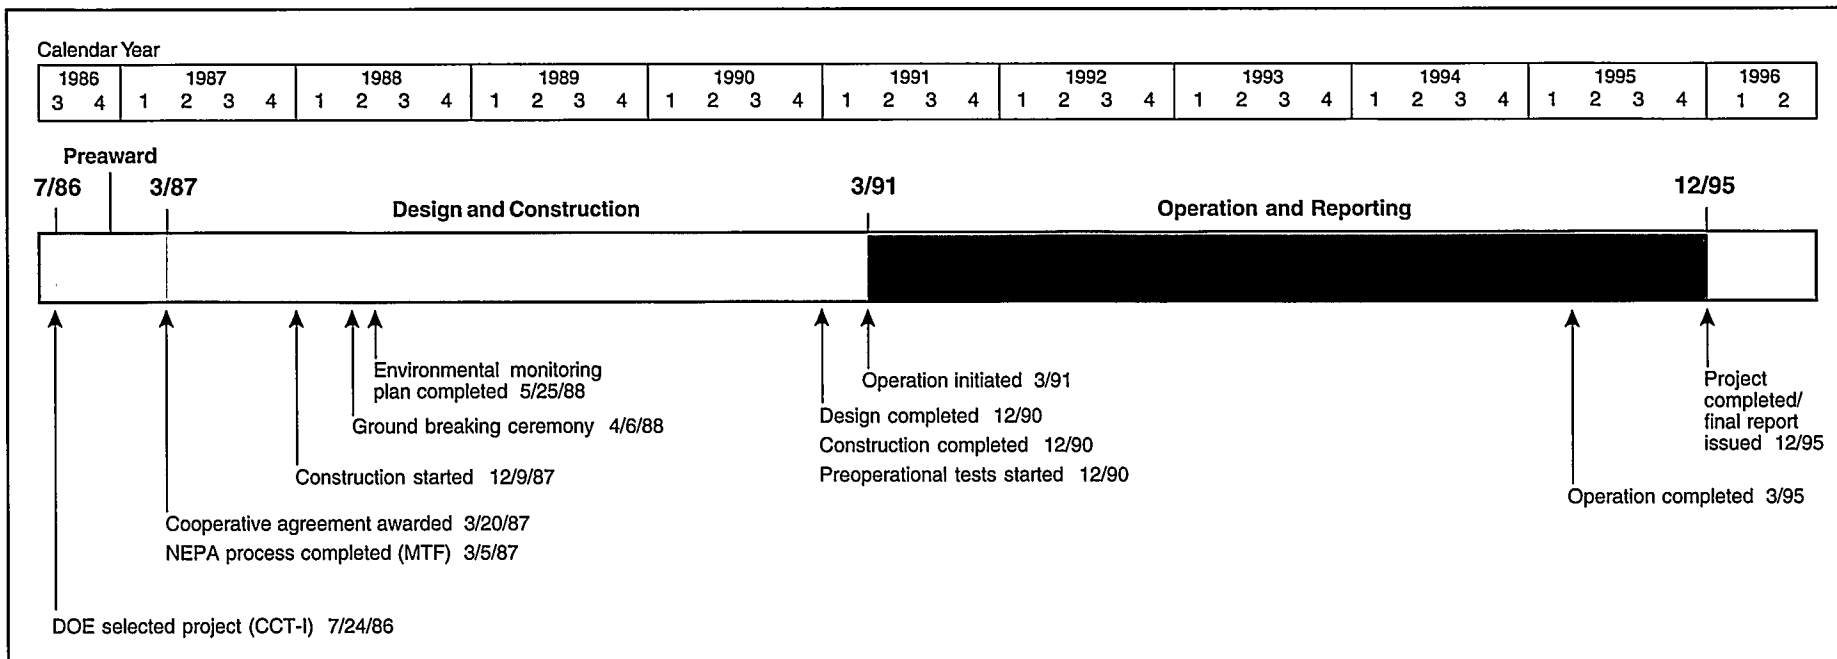 Calendar Year
1986 1987 1988 1989 1990 1991 1992 1993 1994 1995 1996
3 4 1 2 3 4 1 2 3 4 1 2 3 4 1 2 3 4 1 2 3 4 1 2 3 4 1 2 3 4 1 2 3 4 1 2 3 4 1 2
Preaward
7/86 3/87 3/91 12/95
Design and Construction Operation and Reporting
Environmental monitoring
plan completed 5/25/88
Ground breaking ceremony 4/6/88
Construction started 12/9/87
Cooperative agreement awarded 3/20/87
NEPA process completed (MTF) 3/5/87
DOE selected project (CCT-I) 7/24/86
Operation initiated 3/91
Design completed 12/90
Construction completed 12/90
Preoperational tests started 12/90
Operation completed 3/95
Project
completed/
final report
issued 12/95